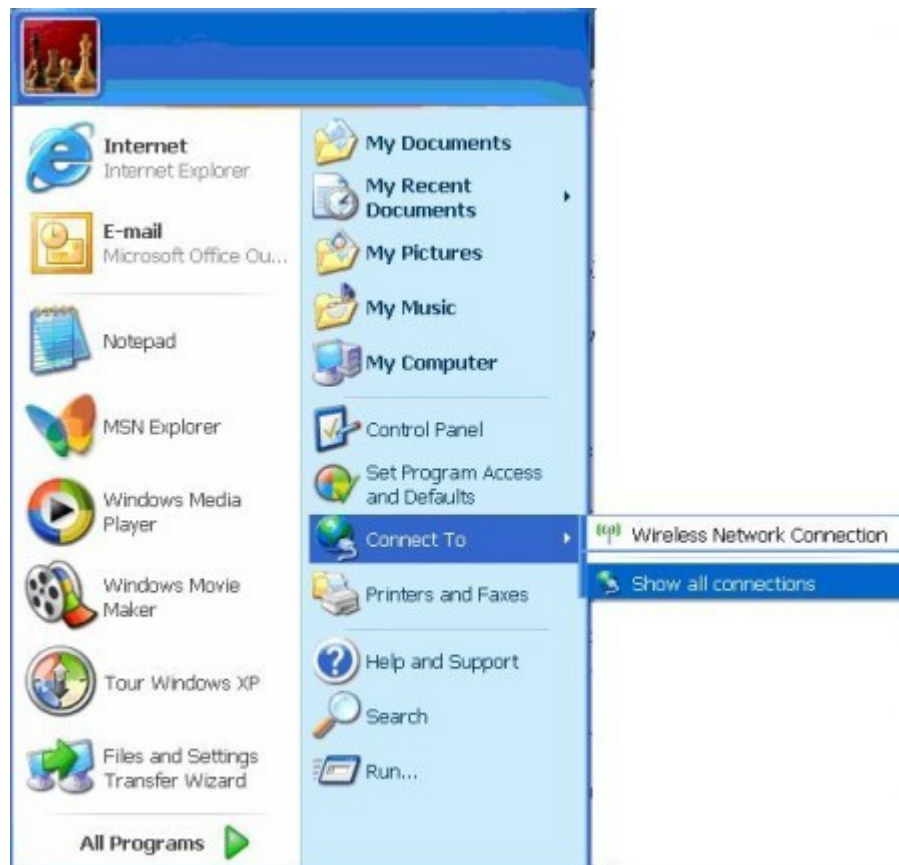 Internet
Internet Explorer
E-mail
Microsoft Office Ou...
Notepad
MSN Explorer
Windows Media
Player
Windows Movie
Maker
Tour Windows XP
Files and Settings
Transfer Wizard
All Programs
My Documents
My Recent
Documents
My Pictures
My Music
My Computer
Control Panel
Set Program Access
and Defaults
Connect To
Printers and Faxes
Help and Support
Search
Run...
Wireless Network Connection
Show all connections